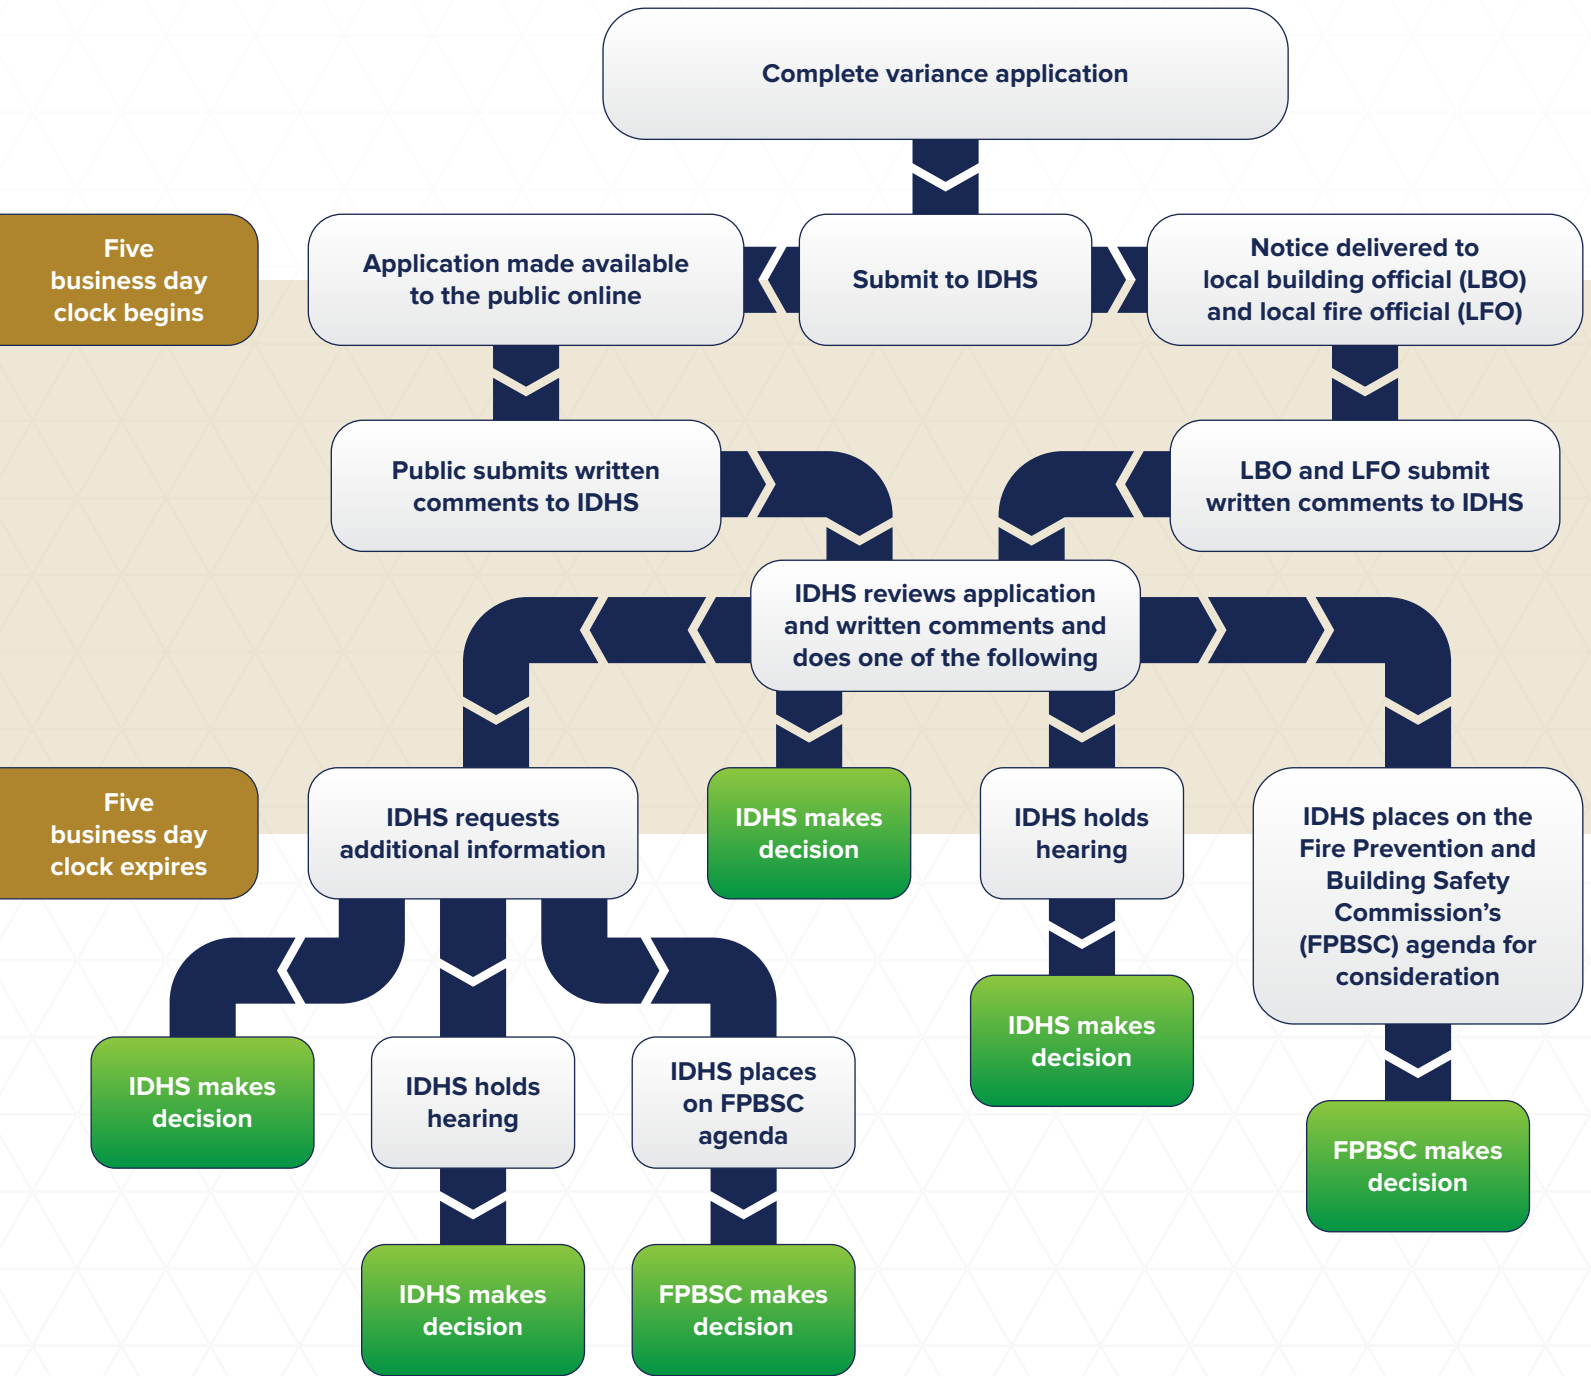 Complete variance application
Five
business day
clock begins
Application made available
to the public online
Submit to IDHS
Notice delivered to
local building official (LBO)
and local fire official (LFO)
Public submits written
comments to IDHS
LBO and LFO submit
written comments to IDHS
IDHS reviews application
and written comments and
does one of the following
Five
business day
clock expires
IDHS requests
additional information
IDHS makes
decision
IDHS holds
hearing
IDHS places on the
Fire Prevention and
Building Safety
Commission’s
(FPBSC) agenda for
consideration
IDHS makes
decision
IDHS makes
decision
IDHS holds
hearing
IDHS places
on FPBSC
agenda
FPBSC makes
decision
IDHS makes
decision
FPBSC makes
decision